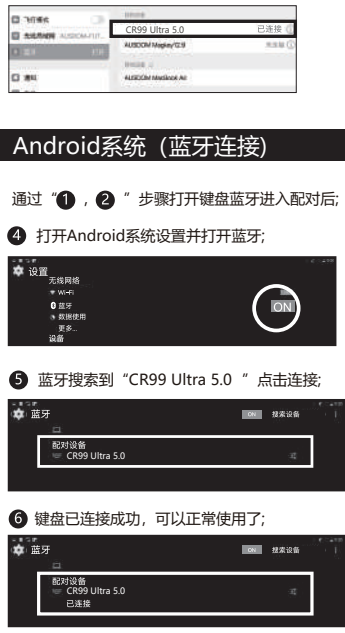 飞行模式
无线局域网 AUSDOM-FUT...
蓝牙 打开
CR99 Ultra 5.0 已连接
未连接
通知
Android系统（蓝牙连接)
通过“❶，❷ ”步骤打开键盘蓝牙进入配对后;
❹ 打开Android系统设置并打开蓝牙;
设置
无线网络
Wi-Fi
蓝牙
ON
数据使用
更多...
设备
❺ 蓝牙搜索到“CR99 Ultra 5.0 ”点击连接;
蓝牙 ON 搜索设备
配对设备
CR99 Ultra 5.0
❻ 键盘已连接成功，可以正常使用了;
蓝牙 ON 搜索设备
配对设备
CR99 Ultra 5.0
已连接